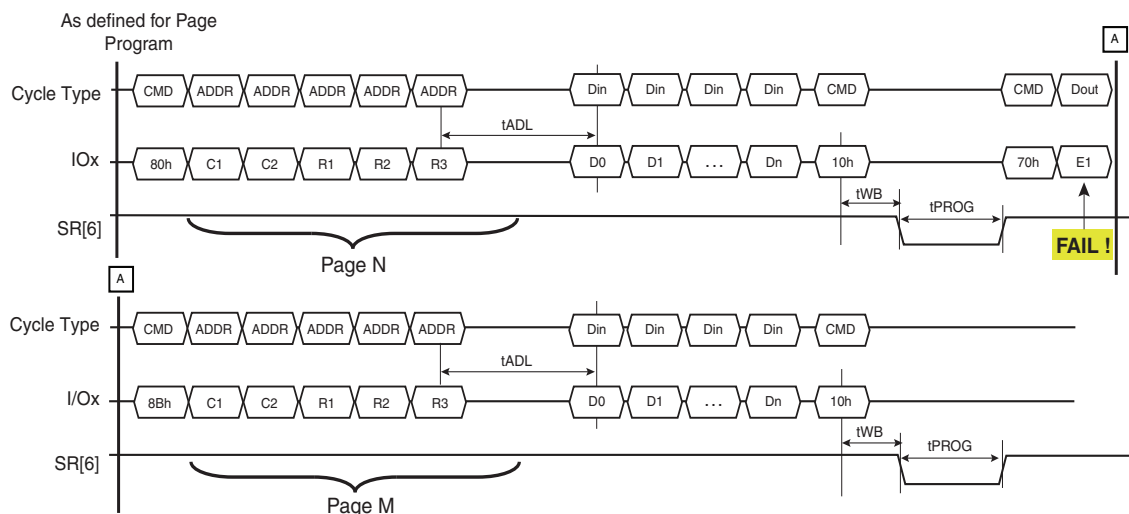 As defined for Page
Program
A
Cycle Type
CMD ADDR ADDR ADDR ADDR ADDR Din Din Din Din CMD CMD Dout
tADL
IOx
80h C1 C2 R1 R2 R3 D0 D1 ... Dn 10h 70h E1
tWB
tPROG
SR[6]
FAIL !
Page N
A
Cycle Type
CMD ADDR ADDR ADDR ADDR ADDR Din Din Din Din CMD
tADL
I/Ox
8Bh C1 C2 R1 R2 R3 D0 D1 ... Dn 10h
tWB
tPROG
SR[6]
Page M